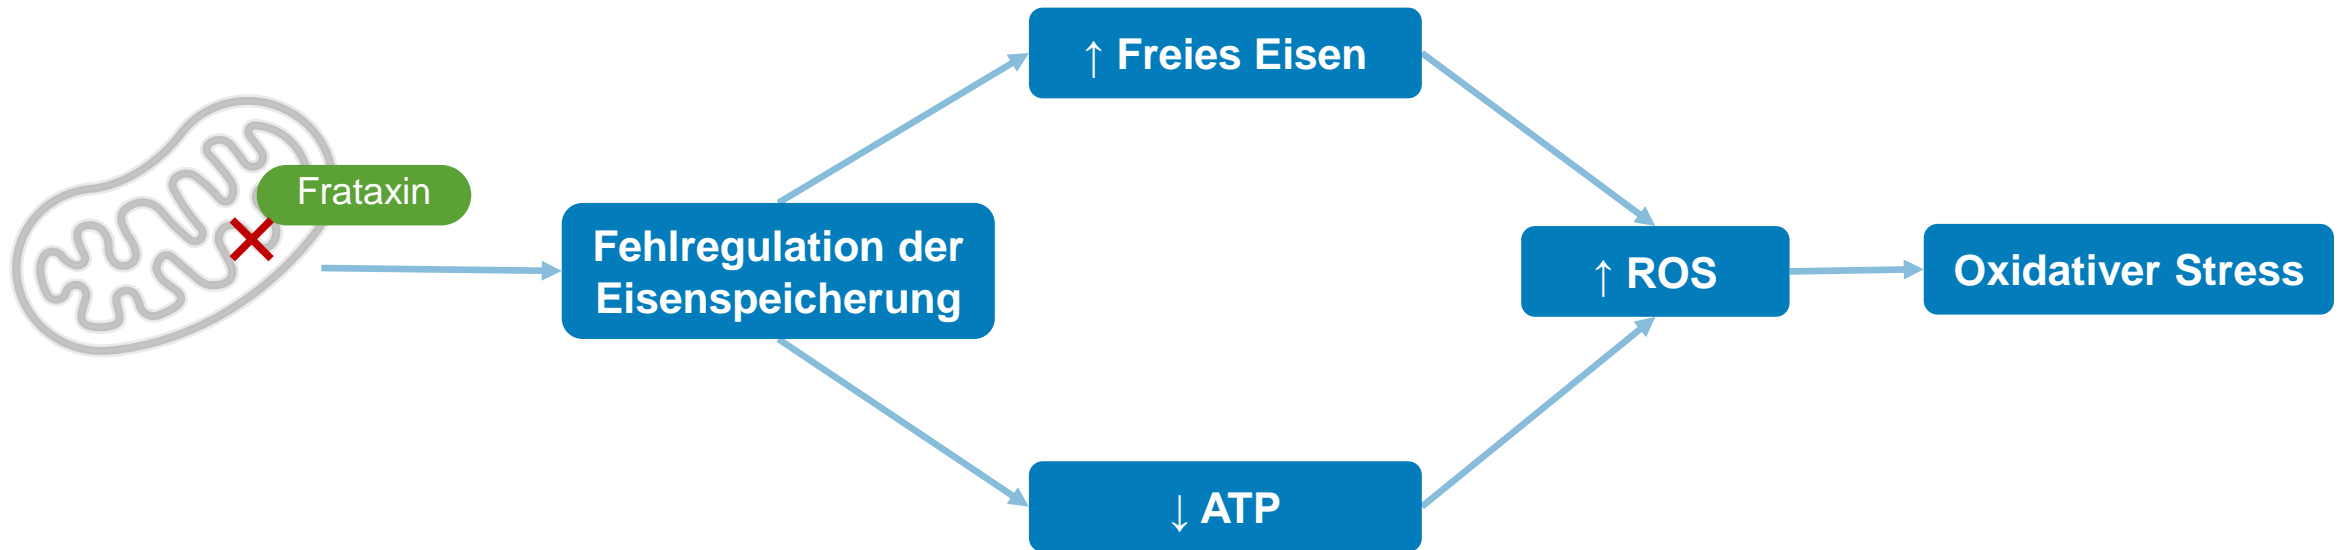 ↑ Freies Eisen
Frataxin
Fehlregulation der
Eisenspeicherung
↑ ROS
Oxidativer Stress
↓ ATP